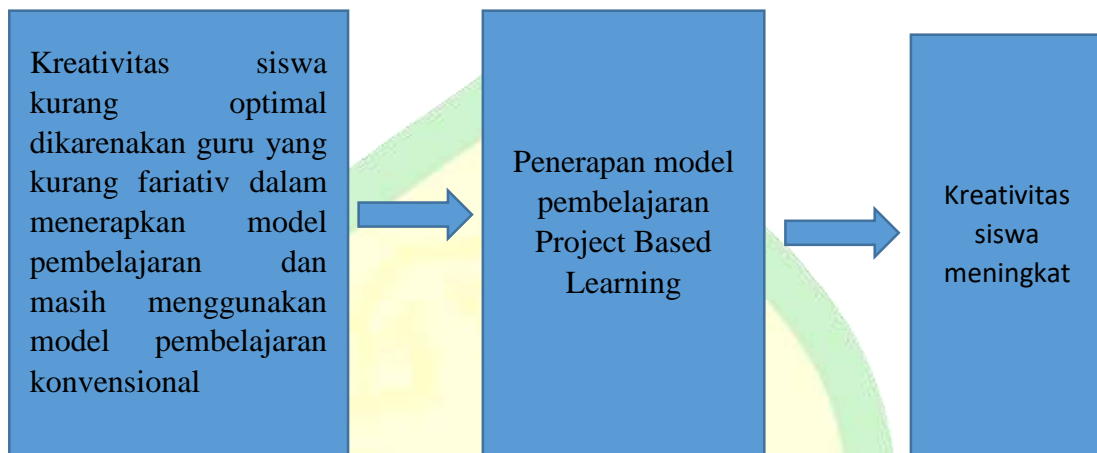 Kreativitas siswa
kurang optimal
dikarenakan guru yang
kurang fariativ dalam
menerapkan model
pembelajaran dan
masih menggunakan
model pembelajaran
konvensional
Penerapan model
pembelajaran
Project Based
Learning
Kreativitas
siswa
meningkat